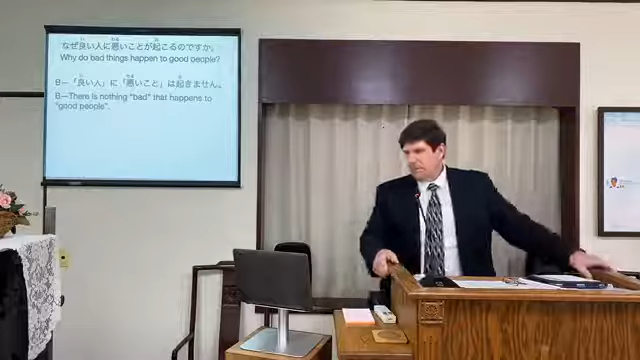 なぜ良い人に悪いことが起こるのですか。
Why do bad things happen to good people?
B—「良い人」に「悪いこと」は起きません。
B—There is nothing "bad" that happens to
"good people".